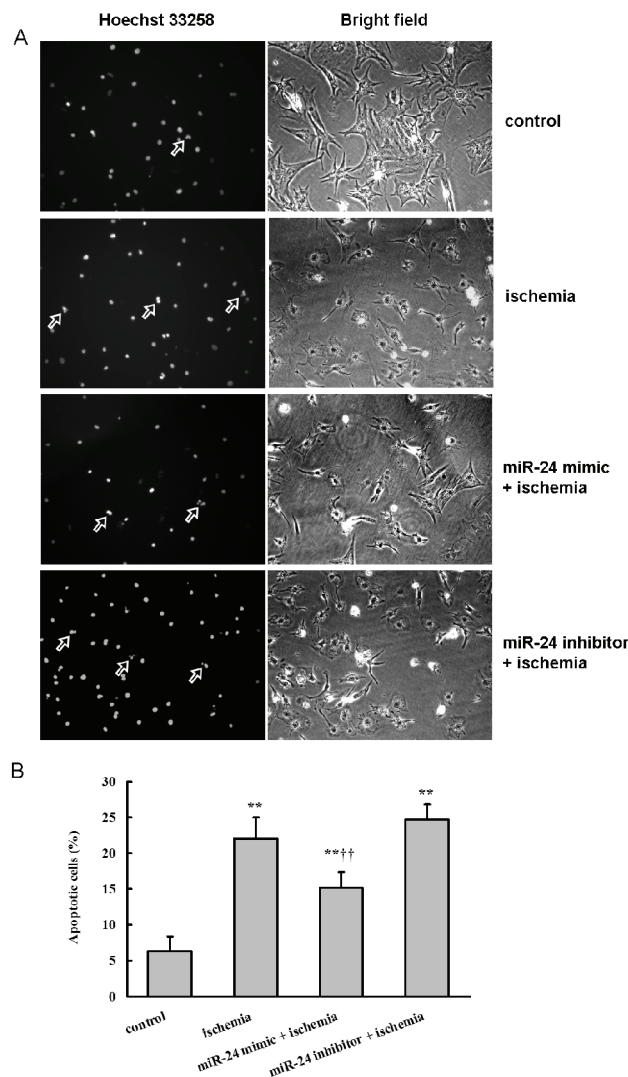 Hoechst 33258 Bright field
A
control
ischemia
miR-24 mimic
+ ischemia
miR-24 inhibitor
+ ischemia
B
Apoptotic cells (%)
30
25
20
15
10
5
0
**
**††
**
control
Ischemia
miR-24 mimic + ischemia
miR-24 inhibitor + ischemia